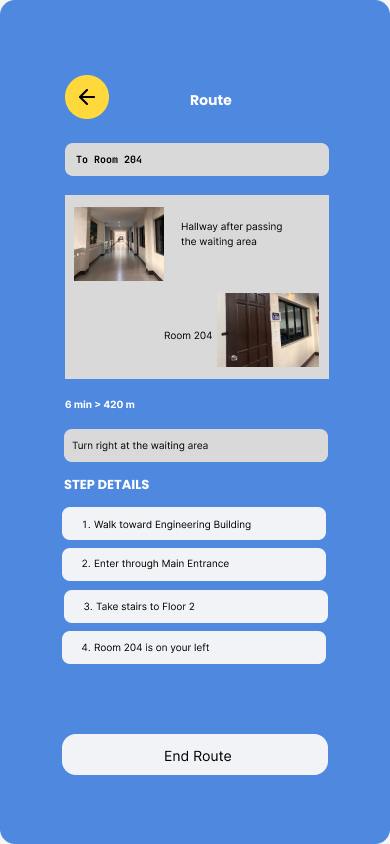 Route
To Room 204
Hallway after passing
the waiting area
Room 204
6 min > 420 m
Turn right at the waiting area
STEP DETAILS
1. Walk toward Engineering Building
2. Enter through Main Entrance
3. Take stairs to Floor 2
4. Room 204 is on your left
End Route